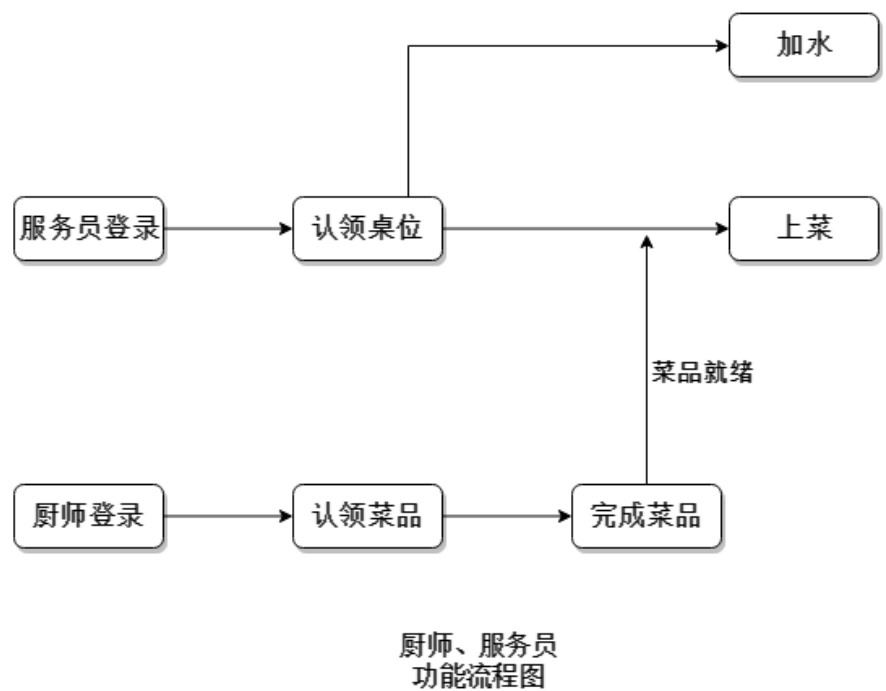 加水
服务员登录
认领桌位
上菜
菜品就绪
厨师登录
认领菜品
完成菜品
厨师、服务员
功能流程图